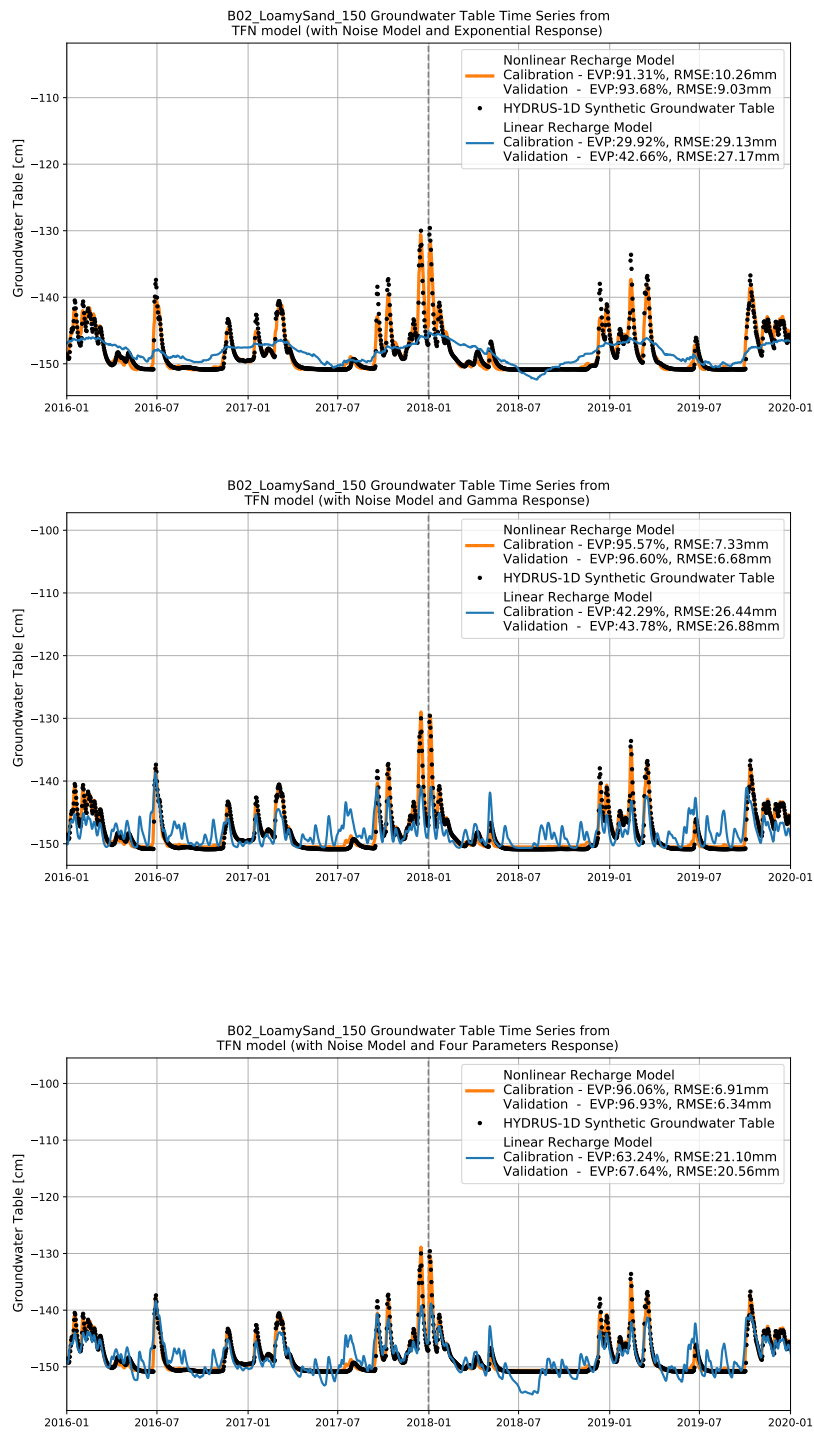 B02_LoamySand_150 Groundwater Table Time Series from
TFN model (with Noise Model and Exponential Response)
Nonlinear Recharge Model
Calibration - EVP:91.31%, RMSE:10.26mm
Validation  -  EVP:93.68%, RMSE:9.03mm
HYDRUS-1D Synthetic Groundwater Table
Linear Recharge Model
Calibration - EVP:29.92%, RMSE:29.13mm
Validation  -  EVP:42.66%, RMSE:27.17mm
Groundwater Table [cm]
−110
−120
−130
−140
−150
2016-01 2016-07 2017-01 2017-07 2018-01 2018-07 2019-01 2019-07 2020-01
B02_LoamySand_150 Groundwater Table Time Series from
TFN model (with Noise Model and Gamma Response)
Nonlinear Recharge Model
Calibration - EVP:95.57%, RMSE:7.33mm
Validation  -  EVP:96.60%, RMSE:6.68mm
HYDRUS-1D Synthetic Groundwater Table
Linear Recharge Model
Calibration - EVP:42.29%, RMSE:26.44mm
Validation  -  EVP:43.78%, RMSE:26.88mm
Groundwater Table [cm]
−100
−110
−120
−130
−140
−150
2016-01 2016-07 2017-01 2017-07 2018-01 2018-07 2019-01 2019-07 2020-01
B02_LoamySand_150 Groundwater Table Time Series from
TFN model (with Noise Model and Four Parameters Response)
Nonlinear Recharge Model
Calibration - EVP:96.06%, RMSE:6.91mm
Validation  -  EVP:96.93%, RMSE:6.34mm
HYDRUS-1D Synthetic Groundwater Table
Linear Recharge Model
Calibration - EVP:63.24%, RMSE:21.10mm
Validation  -  EVP:67.64%, RMSE:20.56mm
Groundwater Table [cm]
−100
−110
−120
−130
−140
−150
2016-01 2016-07 2017-01 2017-07 2018-01 2018-07 2019-01 2019-07 2020-01